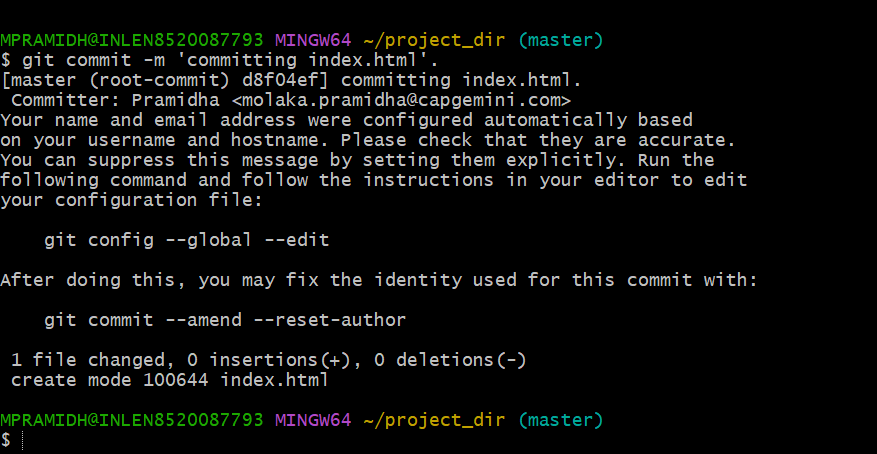 MPRAMIDH@INLEN8520087793 MINGW64 ~/project_dir (master)
$ git commit -m 'committing index.html'.
[master (root-commit) d8f04ef] committing index.html.
 Committer: Pramidha <molaka.pramidha@capgemini.com>
Your name and email address were configured automatically based
on your username and hostname. Please check that they are accurate.
You can suppress this message by setting them explicitly. Run the
following command and follow the instructions in your editor to edit
your configuration file:

    git config --global --edit

After doing this, you may fix the identity used for this commit with:

    git commit --amend --reset-author

 1 file changed, 0 insertions(+), 0 deletions(-)
 create mode 100644 index.html

MPRAMIDH@INLEN8520087793 MINGW64 ~/project_dir (master)
$